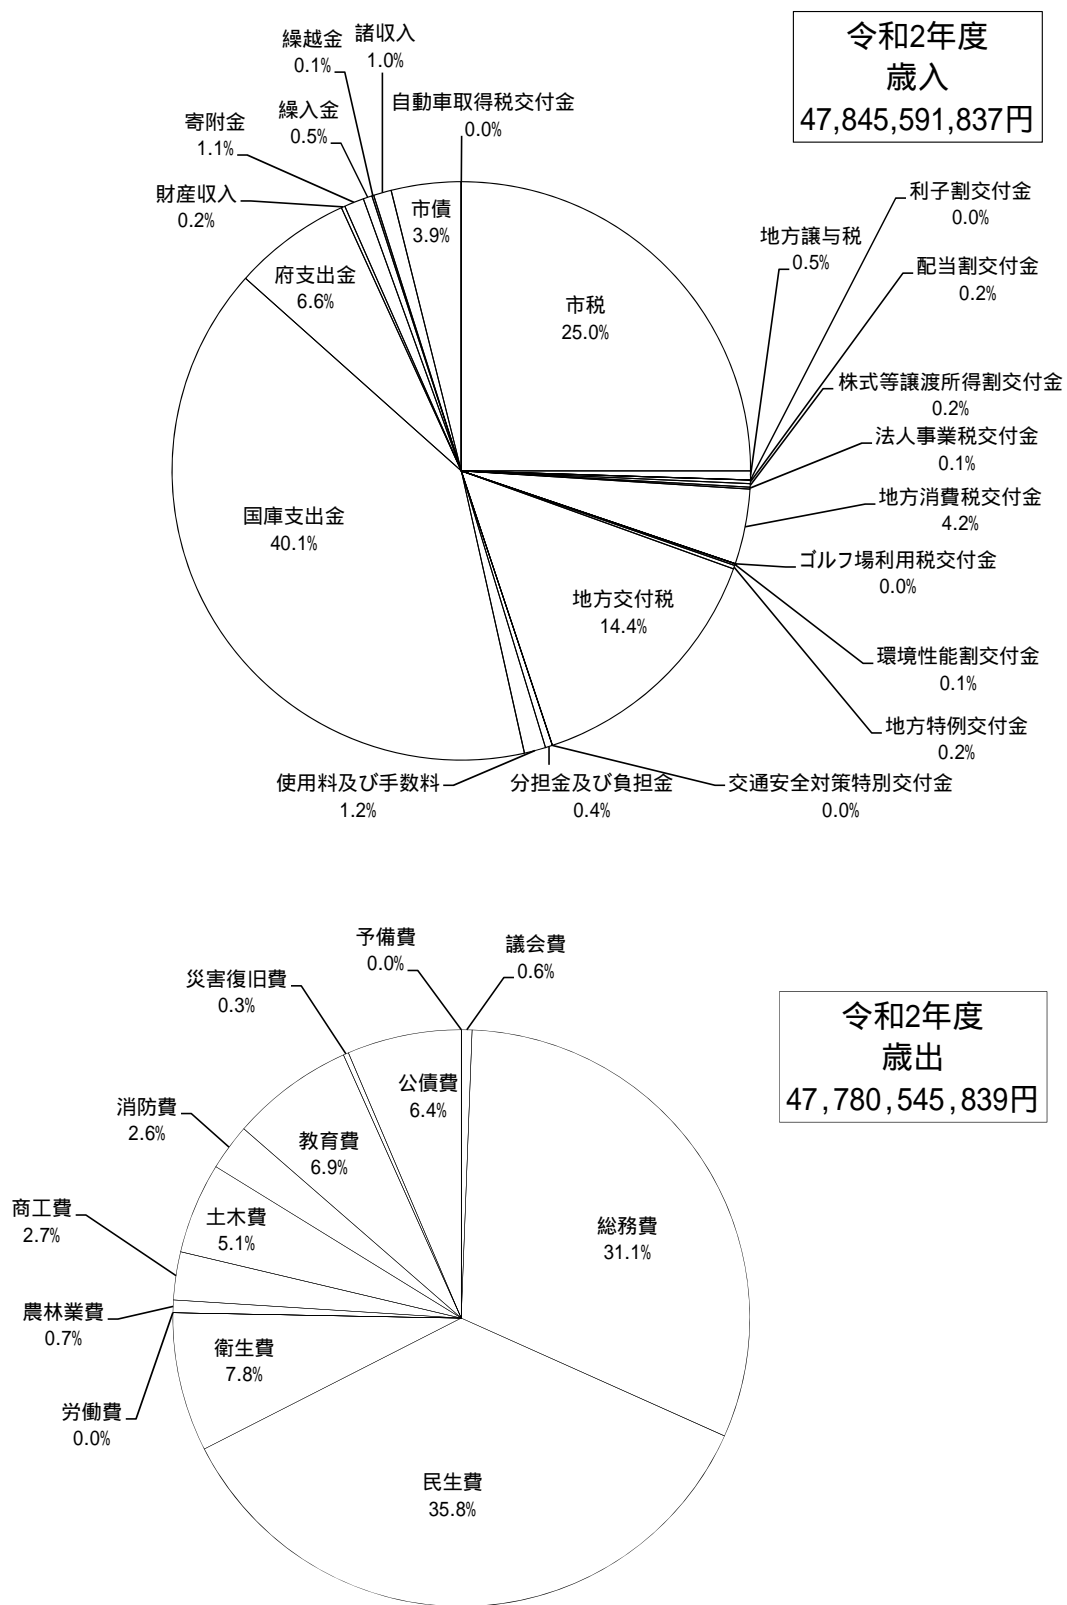 令和2年度
歳入
47,845,591,837円
諸収入
1.0%
繰越金
0.1%
自動車取得税交付金
0.0%
繰入金
0.5%
寄附金
1.1%
財産収入
0.2%
市債
3.9%
府支出金
6.6%
市税
25.0%
地方譲与税
0.5%
利子割交付金
0.0%
配当割交付金
0.2%
株式等譲渡所得割交付金
0.2%
法人事業税交付金
0.1%
地方消費税交付金
4.2%
ゴルフ場利用税交付金
0.0%
環境性能割交付金
0.1%
地方特例交付金
0.2%
国庫支出金
40.1%
地方交付税
14.4%
使用料及び手数料
1.2%
分担金及び負担金
0.4%
交通安全対策特別交付金
0.0%
令和2年度
歳出
47,780,545,839円
予備費
0.0%
議会費
0.6%
災害復旧費
0.3%
公債費
6.4%
消防費
2.6%
教育費
6.9%
商工費
2.7%
土木費
5.1%
総務費
31.1%
農林業費
0.7%
衛生費
7.8%
労働費
0.0%
民生費
35.8%